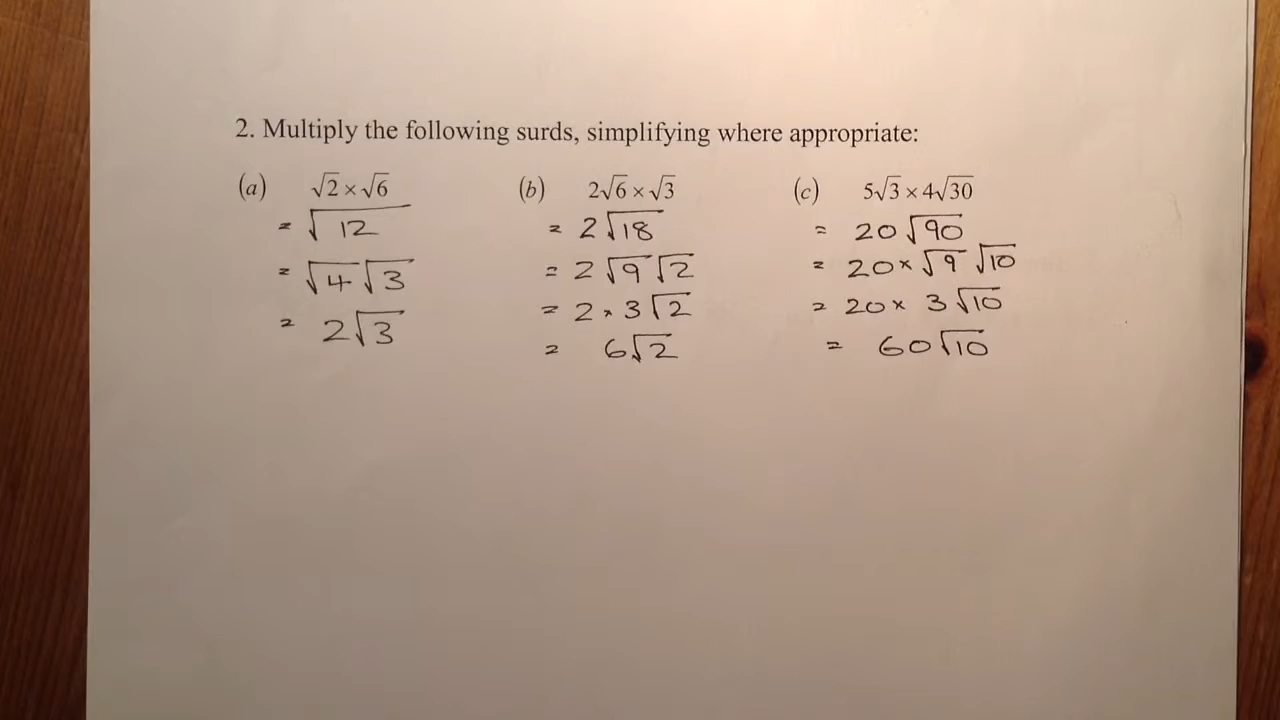 2. Multiply the following surds, simplifying where appropriate:
(a) √2 × √6
= √12
= √4 √3
= 2√3
(b) 2√6 × √3
= 2√18
= 2√9 √2
= 2 × 3√2
= 6√2
(c) 5√3 × 4√30
= 20√90
= 20 × √9 √10
= 20 × 3√10
= 60√10